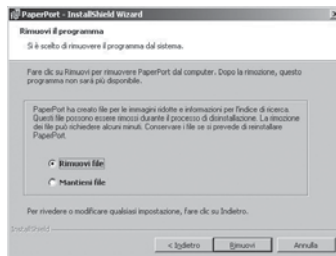 PaperPort - InstallShield Wizard
Rimuovi il programma
Si è scelto di rimuovere il programma dal sistema.
Fare clic su Rimuovi per rimuovere PaperPort dal computer. Dopo la rimozione, questo
programma non sarà più disponibile.
PaperPort ha creato file per le immagini ridotte e informazioni per l'indice di ricerca.
Questi file possono essere rimossi durante il processo di disinstallazione. La rimozione
dei file può richiedere alcuni minuti. Conservare i file se si prevede di reinstallare
PaperPort.
Rimuovi file
Mantieni file
Per rivedere o modificare qualsiasi impostazione, fare clic su Indietro.
InstallShield
< Indietro
Rimuovi
Annulla